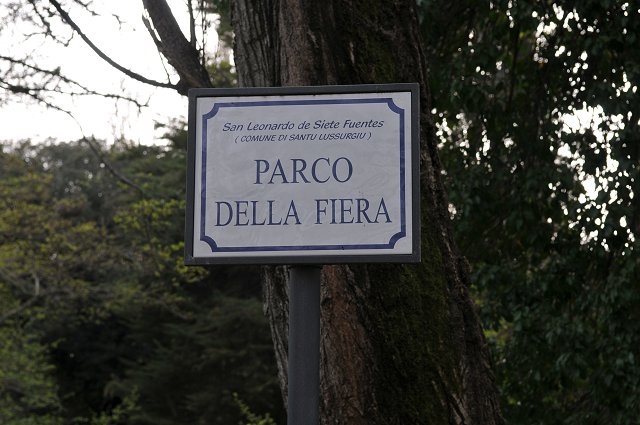 San Leonardo de Siete Fuentes
( COMUNE DI SANTU LUSSURGIU )
PARCO
DELLA FIERA